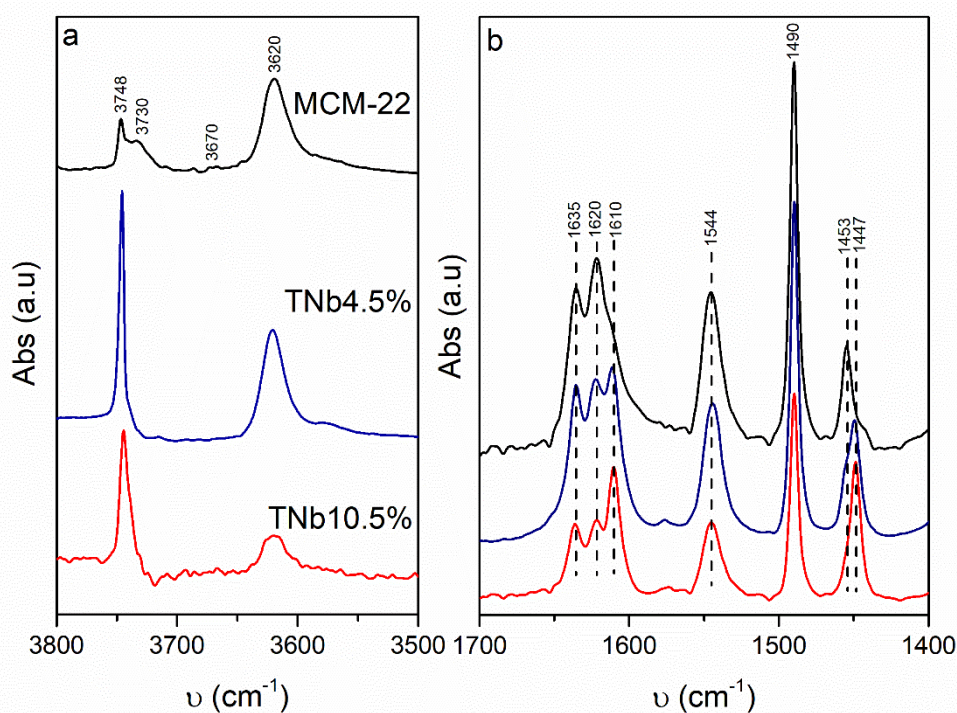 a
3748
3730
3670
3620
MCM-22
TNb4.5%
TNb10.5%
Abs (a.u)
3800
3700
3600
3500
υ (cm⁻¹)
b
1635
1620
1610
1544
1490
1453
1447
Abs (a.u)
1700
1600
1500
1400
υ (cm⁻¹)